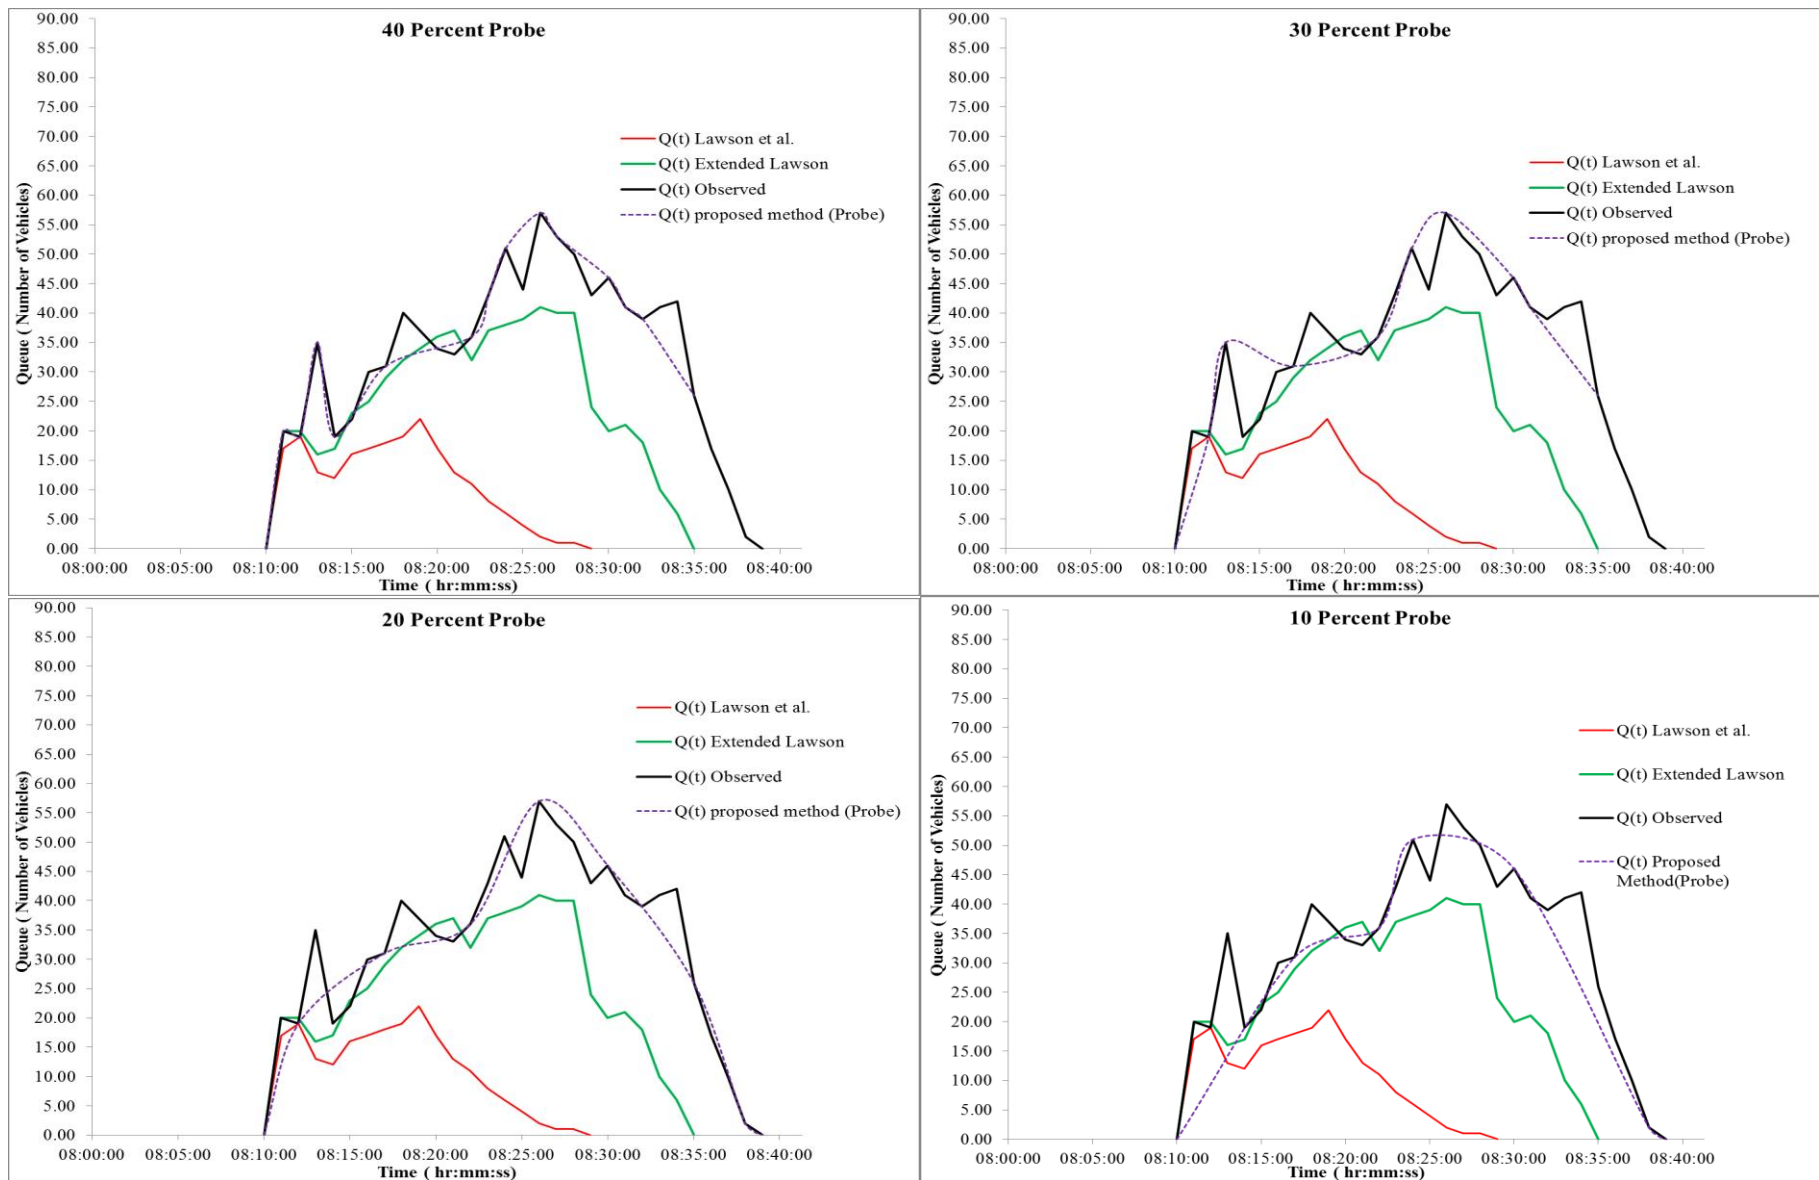 40 Percent Probe
90.00
85.00
80.00
75.00
70.00
65.00
60.00
55.00
50.00
45.00
40.00
35.00
30.00
25.00
20.00
15.00
10.00
5.00
0.00
Queue ( Number of Vehicles)
Q(t) Lawson et al.
Q(t) Extended Lawson
Q(t) Observed
Q(t) proposed method (Probe)
08:00:00 08:05:00 08:10:00 08:15:00 08:20:00 08:25:00 08:30:00 08:35:00 08:40:00
Time ( hr:mm:ss)
30 Percent Probe
90.00
85.00
80.00
75.00
70.00
65.00
60.00
55.00
50.00
45.00
40.00
35.00
30.00
25.00
20.00
15.00
10.00
5.00
0.00
Queue ( Number of Vehicles)
Q(t) Lawson et al.
Q(t) Extended Lawson
Q(t) Observed
Q(t) proposed method (Probe)
08:00:00 08:05:00 08:10:00 08:15:00 08:20:00 08:25:00 08:30:00 08:35:00 08:40:00
Time ( hr:mm:ss)
20 Percent Probe
90.00
85.00
80.00
75.00
70.00
65.00
60.00
55.00
50.00
45.00
40.00
35.00
30.00
25.00
20.00
15.00
10.00
5.00
0.00
Queue ( Number of Vehicles)
Q(t) Lawson et al.
Q(t) Extended Lawson
Q(t) Observed
Q(t) proposed method (Probe)
08:00:00 08:05:00 08:10:00 08:15:00 08:20:00 08:25:00 08:30:00 08:35:00 08:40:00
Time ( hr:mm:ss)
10 Percent Probe
90.00
85.00
80.00
75.00
70.00
65.00
60.00
55.00
50.00
45.00
40.00
35.00
30.00
25.00
20.00
15.00
10.00
5.00
0.00
Queue ( Number of Vehicles)
Q(t) Lawson et al.
Q(t) Extended Lawson
Q(t) Observed
Q(t) Proposed
Method(Probe)
08:00:00 08:05:00 08:10:00 08:15:00 08:20:00 08:25:00 08:30:00 08:35:00 08:40:00
Time ( hr:mm:ss)